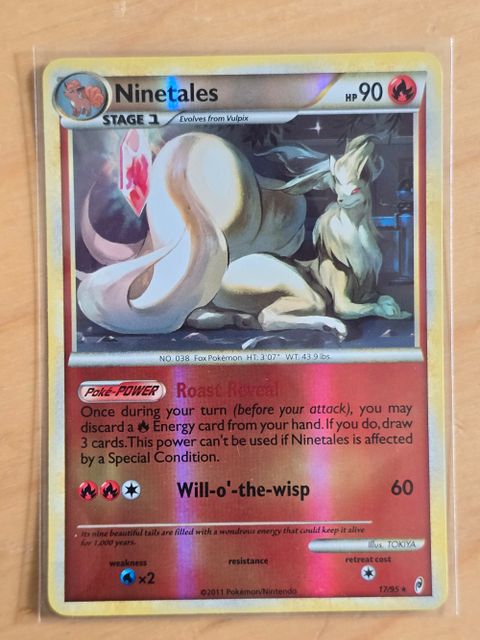 Ninetales
HP 90
STAGE 1
Evolves from Vulpix
NO. 038 Fox Pokémon HT: 3'07" WT: 43.9 lbs.
Poké-POWER Roast Reveal
Once during your turn (before your attack), you may
discard a Energy card from your hand. If you do, draw
3 cards. This power can't be used if Ninetales is affected
by a Special Condition.
Will-o'-the-wisp 60
Its nine beautiful tails are filled with a wondrous energy that could keep it alive
for 1,000 years.
Illus. TOKIYA
weakness resistance retreat cost
×2
©2011 Pokémon/Nintendo
17/95 ★